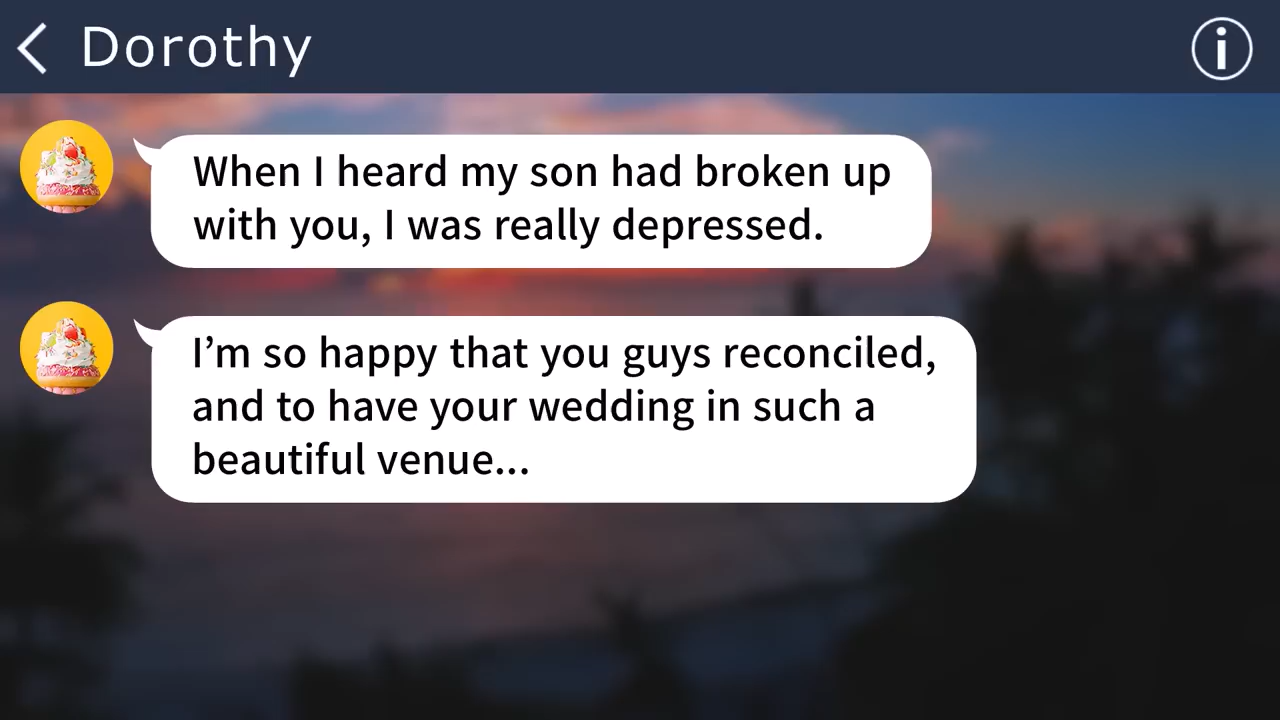 Dorothy
When I heard my son had broken up
with you, I was really depressed.
I’m so happy that you guys reconciled,
and to have your wedding in such a
beautiful venue...